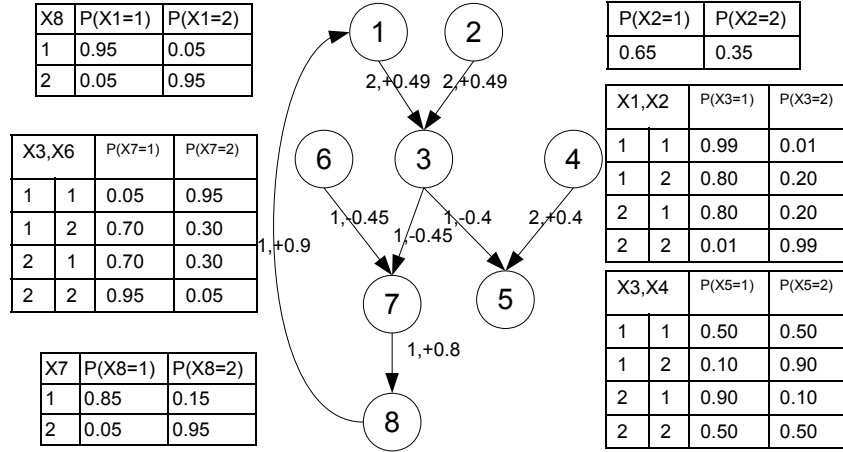 X8 P(X1=1) P(X1=2)
1 0.95 0.05
2 0.05 0.95
X3,X6 P(X7=1) P(X7=2)
1 1 0.05 0.95
1 2 0.70 0.30
2 1 0.70 0.30
2 2 0.95 0.05
X7 P(X8=1) P(X8=2)
1 0.85 0.15
2 0.05 0.95
1 2
2,+0.49 2,+0.49
6 3 4
1,-0.45 1,-0.45 1,-0.4 2,+0.4
1,+0.9
7 5
1,+0.8
8
P(X2=1) P(X2=2)
0.65 0.35
X1,X2 P(X3=1) P(X3=2)
1 1 0.99 0.01
1 2 0.80 0.20
2 1 0.80 0.20
2 2 0.01 0.99
X3,X4 P(X5=1) P(X5=2)
1 1 0.50 0.50
1 2 0.10 0.90
2 1 0.90 0.10
2 2 0.50 0.50